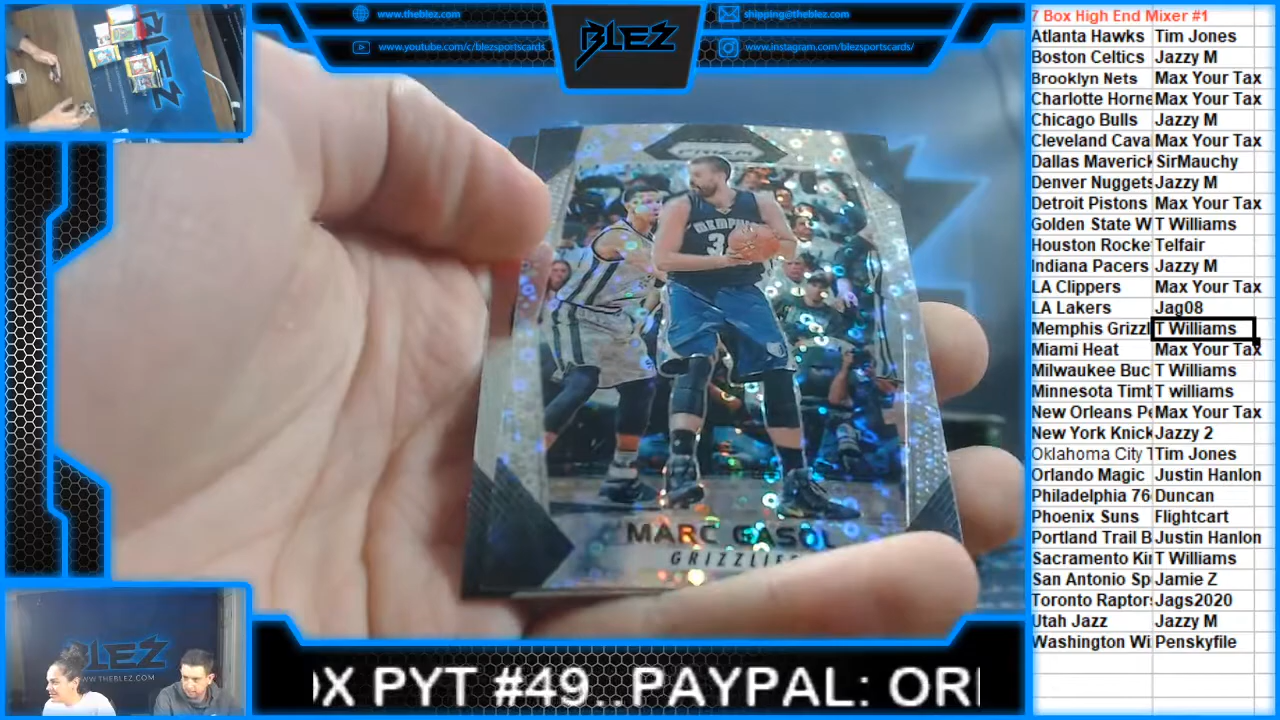 www.theblez.com
shipping@theblez.com
www.youtube.com/c/blezsportscards
www.instagram.com/blezsportscards/
BLEZ
PRIZM
MEMPHIS
33
MARC GASOL
GRIZZLIES
BLEZ
WWW.THEBLEZ.COM
OX PYT #49...PAYPAL: OR
7 Box High End Mixer #1
Atlanta Hawks Tim Jones
Boston Celtics Jazzy M
Brooklyn Nets Max Your Tax
Charlotte Horne Max Your Tax
Chicago Bulls Jazzy M
Cleveland Cava Max Your Tax
Dallas Maverick SirMauchy
Denver Nuggets Jazzy M
Detroit Pistons Max Your Tax
Golden State W T Williams
Houston Rocke Telfair
Indiana Pacers Jazzy M
LA Clippers Max Your Tax
LA Lakers Jag08
Memphis Grizzl T Williams
Miami Heat Max Your Tax
Milwaukee Buc T Williams
Minnesota Timb T williams
New Orleans Pe Max Your Tax
New York Knick Jazzy 2
Oklahoma City T Tim Jones
Orlando Magic Justin Hanlon
Philadelphia 76 Duncan
Phoenix Suns Flightcart
Portland Trail B Justin Hanlon
Sacramento Kin T Williams
San Antonio Sp Jamie Z
Toronto Raptors Jags2020
Utah Jazz Jazzy M
Washington Wi Penskyfile